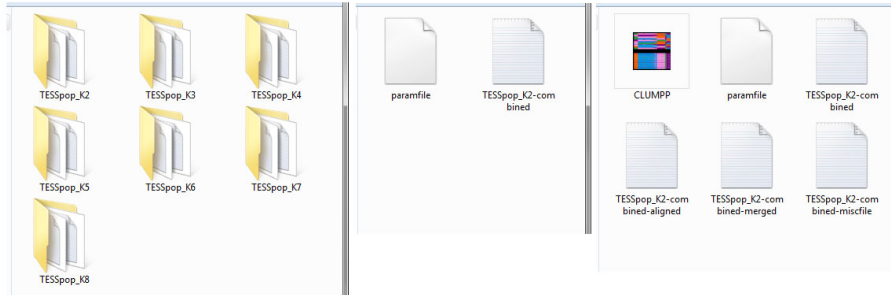 TESSpop_K2
TESSpop_K3
TESSpop_K4
TESSpop_K5
TESSpop_K6
TESSpop_K7
TESSpop_K8
paramfile
TESSpop_K2-com
bined
CLUMPP
paramfile
TESSpop_K2-com
bined
TESSpop_K2-com
bined-aligned
TESSpop_K2-com
bined-merged
TESSpop_K2-com
bined-miscfile